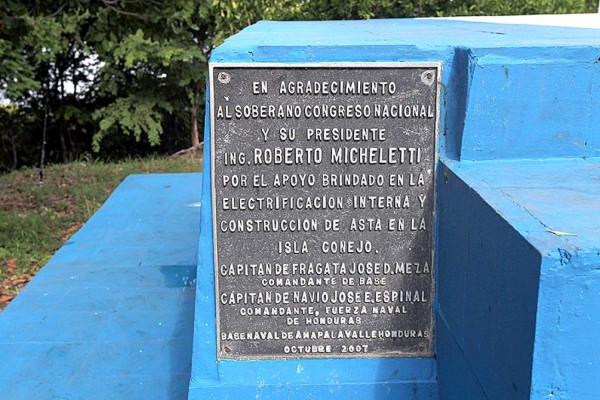 EN AGRADECIMIENTO
AL SOBERANO CONGRESO NACIONAL
Y SU PRESIDENTE
ING. ROBERTO MICHELETTI
POR EL APOYO BRINDADO EN LA
ELECTRIFICACIÓN INTERNA Y
CONSTRUCCION DE ASTA EN LA
ISLA CONEJO.
CAPITAN DE FRAGATA JOSE D. MEZA
COMANDANTE DE BASE
CAPITAN DE NAVIO JOSE E. ESPINAL
COMANDANTE, FUERZA NAVAL
DE HONDURAS
BASE NAVAL DE AMAPALA VALLE HONDURAS
OCTUBRE 2007